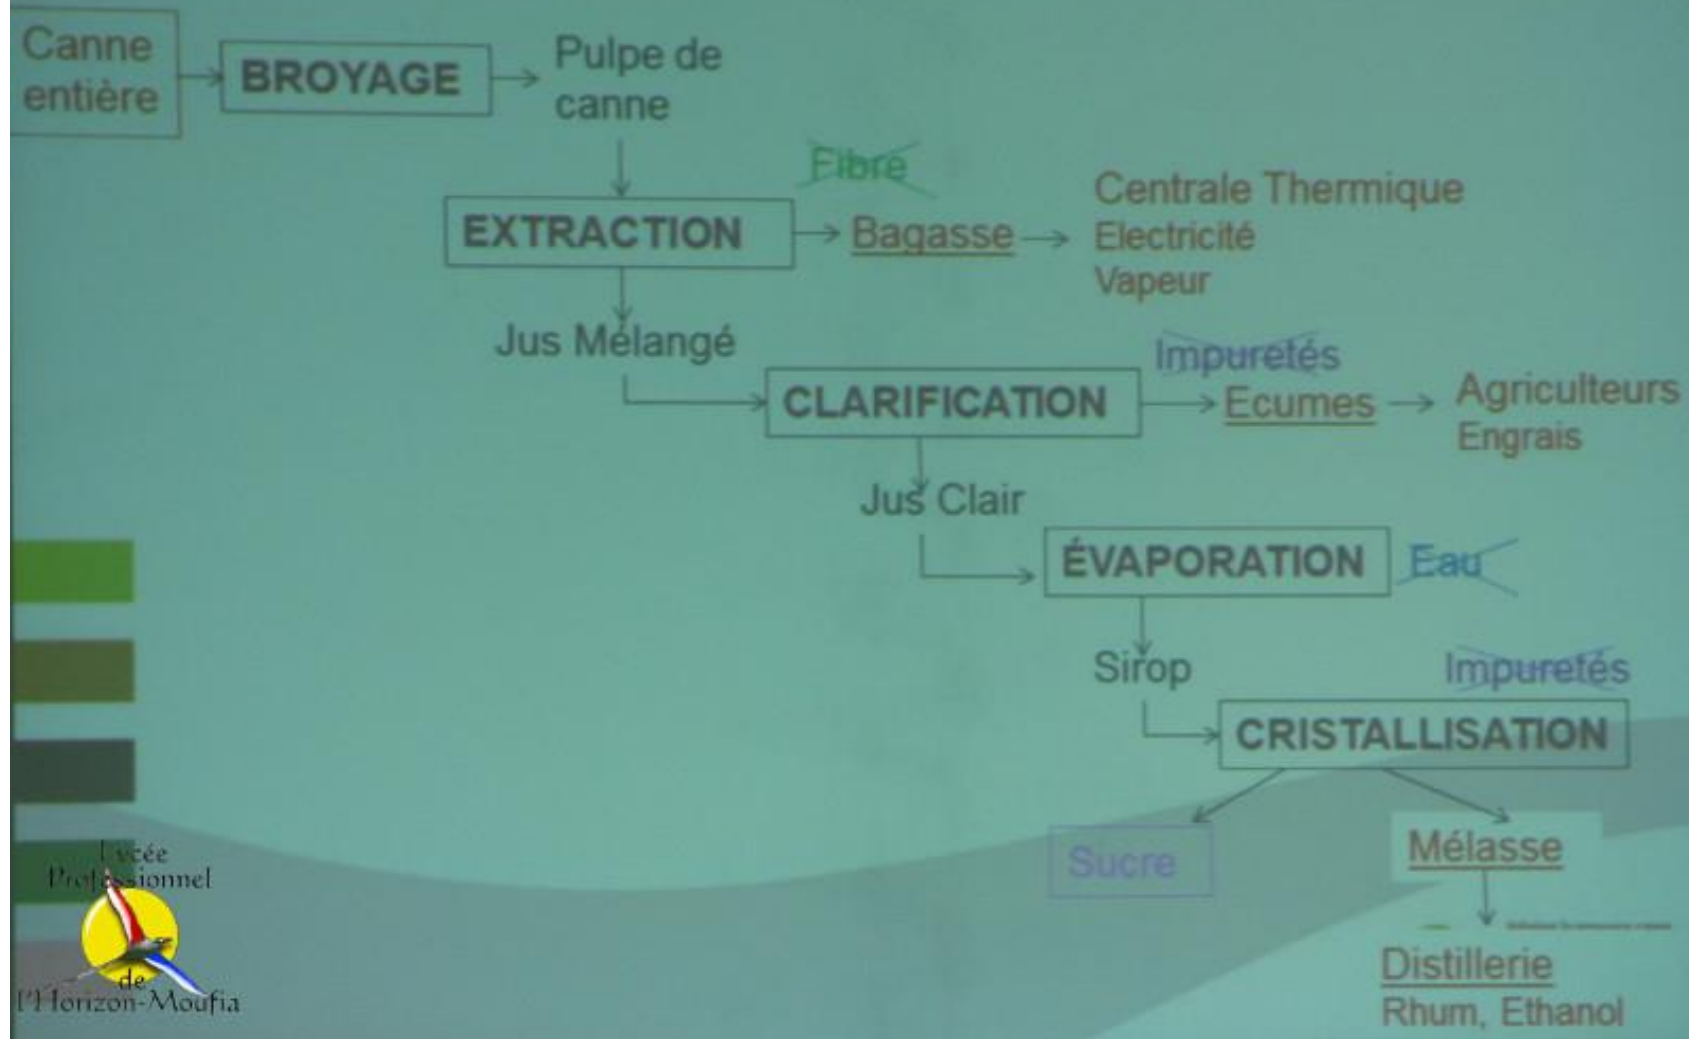 Canne
entière
BROYAGE
Pulpe de
canne
Fibre
EXTRACTION
Bagasse
Centrale Thermique
Electricité
Vapeur
Jus Mélangé
Impuretés
CLARIFICATION
Ecumes
Agriculteurs
Engrais
Jus Clair
ÉVAPORATION
Eau
Sirop
Impuretés
CRISTALLISATION
Sucre
Mélasse
Distillerie
Rhum, Ethanol
Lycée
Professionnel
de
l'Horizon-Moufia